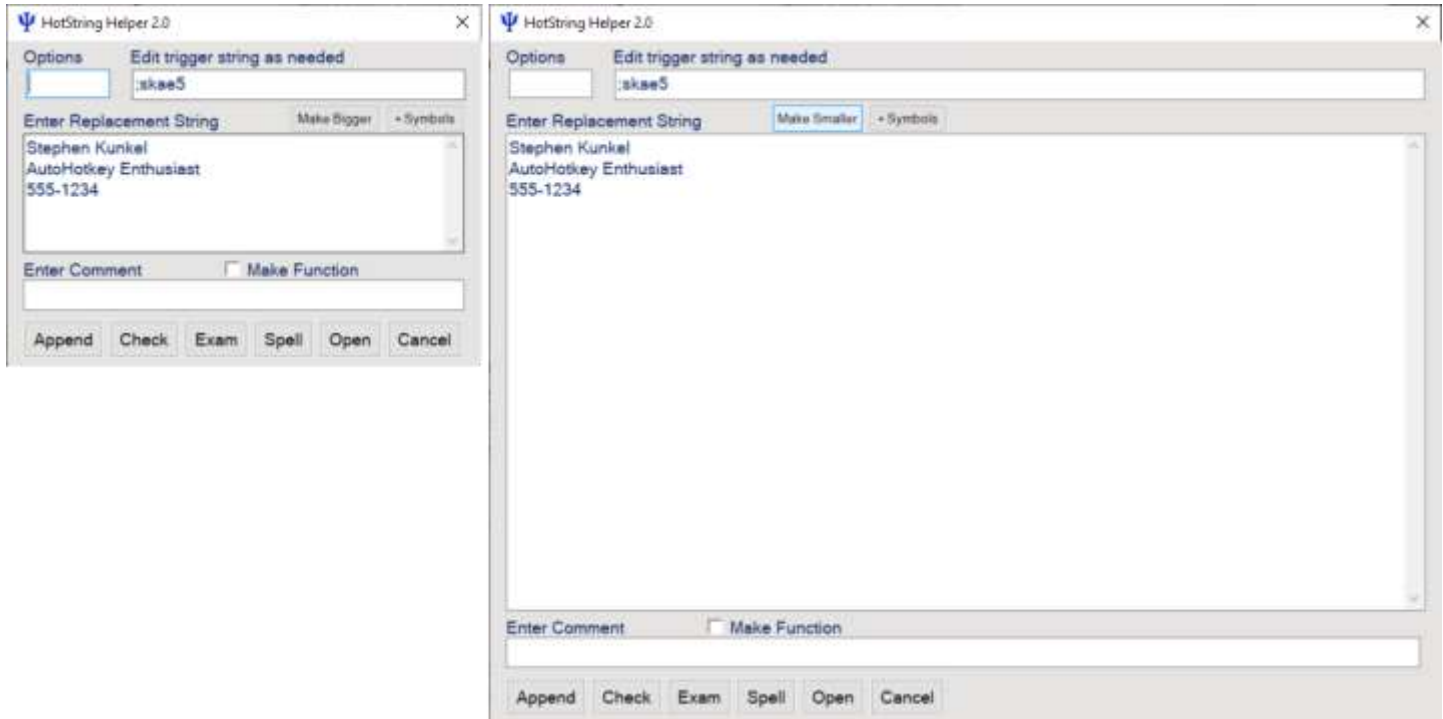 HotString Helper 2.0
Options Edit trigger string as needed
;skae5
Enter Replacement String Make Bigger + Symbols
Stephen Kunkel
AutoHotkey Enthusiast
555-1234
Enter Comment Make Function
Append Check Exam Spell Open Cancel
HotString Helper 2.0
Options Edit trigger string as needed
;skae5
Enter Replacement String Make Smaller + Symbols
Stephen Kunkel
AutoHotkey Enthusiast
555-1234
Enter Comment Make Function
Append Check Exam Spell Open Cancel